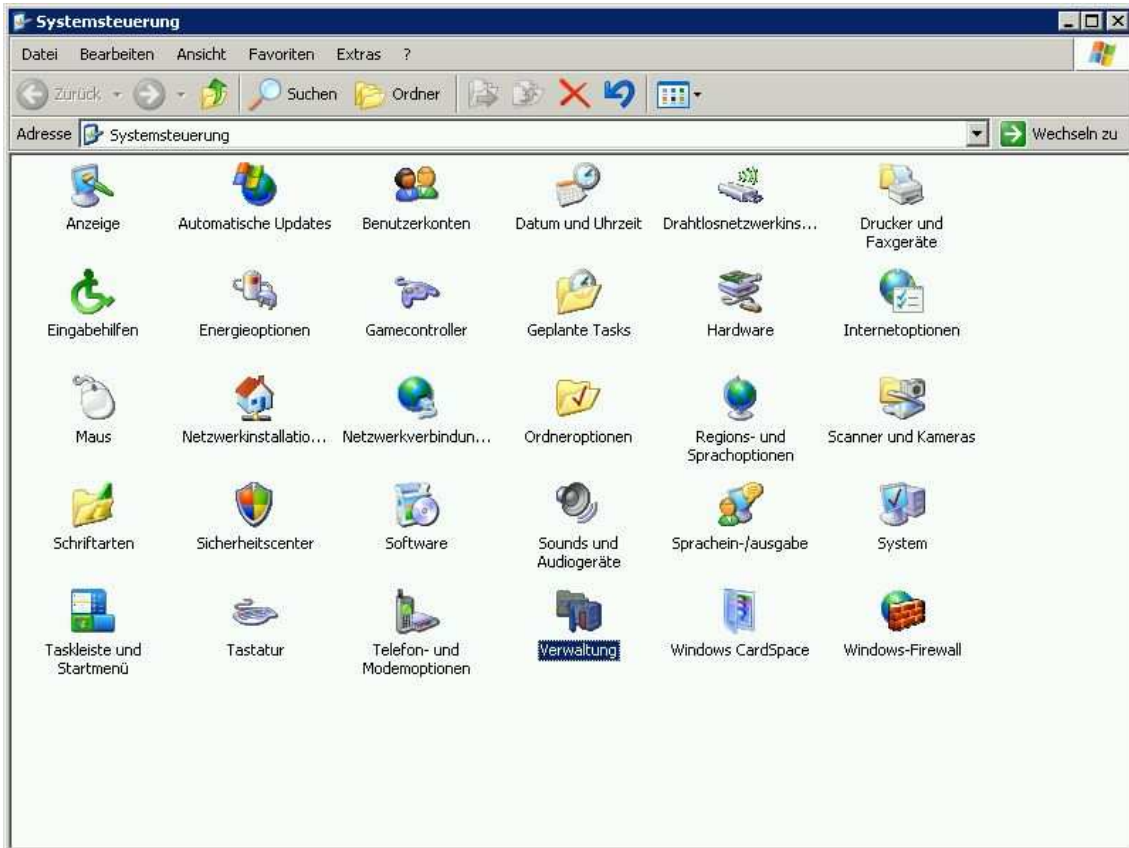 Systemsteuerung
Datei Bearbeiten Ansicht Favoriten Extras ?
Zurück Suchen Ordner
Adresse Systemsteuerung Wechseln zu
Anzeige Automatische Updates Benutzerkonten Datum und Uhrzeit Drahtlosnetzwerkins... Drucker und
Faxgeräte
Eingabehilfen Energieoptionen Gamecontroller Geplante Tasks Hardware Internetoptionen
Maus Netzwerkinstallatio... Netzwerkverbindun... Ordneroptionen Regions- und Scanner und Kameras
Sprachoptionen
Schriftarten Sicherheitscenter Software Sounds und Sprachein-/ausgabe System
Audiogeräte
Taskleiste und Tastatur Telefon- und Verwaltung Windows CardSpace Windows-Firewall
Startmenü Modemoptionen